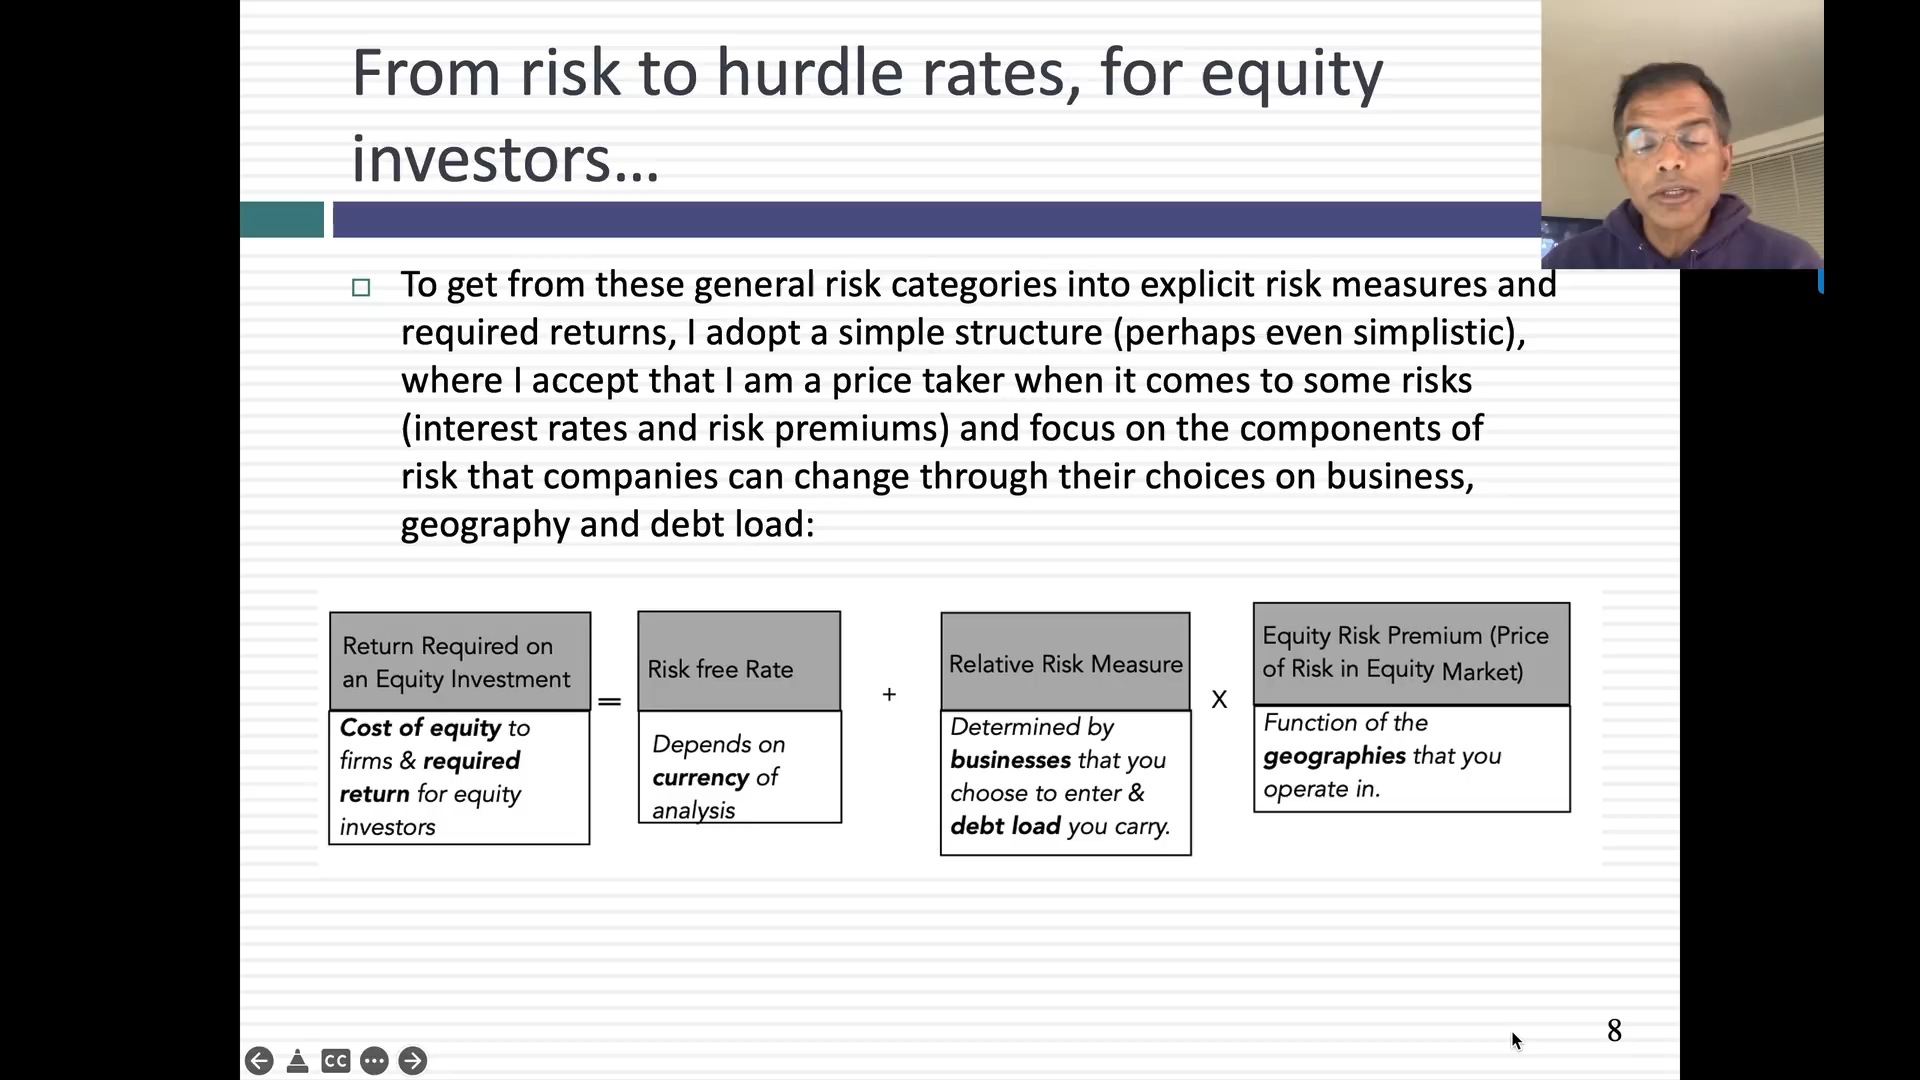 From risk to hurdle rates, for equity
investors…
To get from these general risk categories into explicit risk measures and
required returns, I adopt a simple structure (perhaps even simplistic),
where I accept that I am a price taker when it comes to some risks
(interest rates and risk premiums) and focus on the components of
risk that companies can change through their choices on business,
geography and debt load:
Return Required on
an Equity Investment
Cost of equity to
firms & required
return for equity
investors
=
Risk free Rate
Depends on
currency of
analysis
+
Relative Risk Measure
Determined by
businesses that you
choose to enter &
debt load you carry.
X
Equity Risk Premium (Price
of Risk in Equity Market)
Function of the
geographies that you
operate in.
8
CC